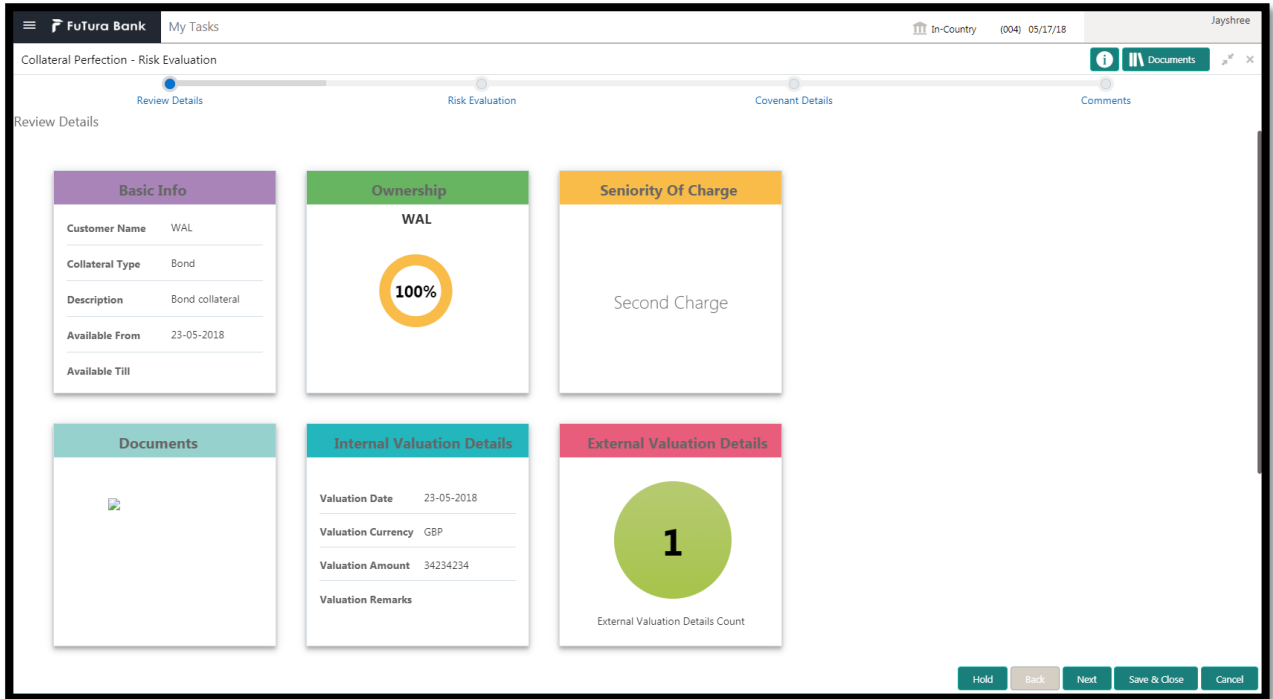 FuTura Bank My Tasks In-Country (004) 05/17/18 Jayshree
Collateral Perfection - Risk Evaluation i Documents
Review Details Risk Evaluation Covenant Details Comments
Review Details
Basic Info
Customer Name WAL
Collateral Type Bond
Description Bond collateral
Available From 23-05-2018
Available Till
Ownership
WAL
100%
Seniority Of Charge
Second Charge
Documents
Internal Valuation Details
Valuation Date 23-05-2018
Valuation Currency GBP
Valuation Amount 34234234
Valuation Remarks
External Valuation Details
1
External Valuation Details Count
Hold Back Next Save & Close Cancel